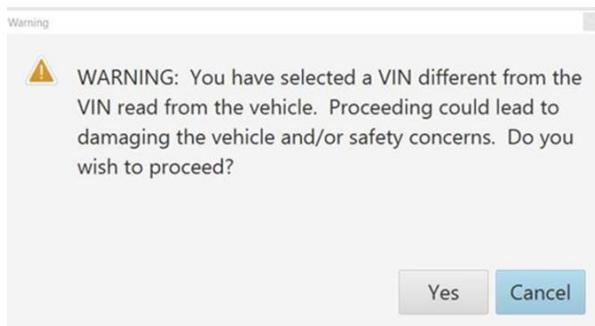 Warning
WARNING: You have selected a VIN different from the
VIN read from the vehicle. Proceeding could lead to
damaging the vehicle and/or safety concerns. Do you
wish to proceed?
Yes Cancel